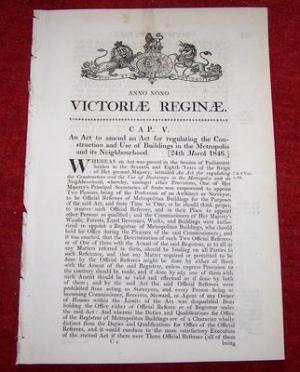 ANNO NONO
VICTORIÆ REGINÆ.
CAP. V.
An Act to amend an Act for regulating the Con-
struction and Use of Buildings in the Metropolis
and its Neighbourhood. [24th March 1846.]
WHEREAS an Act was passed in the Session of Parliament
holden in the Seventh and Eighth Years of the Reign
of Her present Majesty, intituled An Act for regulating
the Construction and the Use of Buildings in the Metropolis and its
Neighbourhood, whereby, amongst other Provisions, One of Her
Majesty's Principal Secretaries of State was empowered to appoint
Two Persons, being of the Profession of an Architect or Surveyor,
to be Official Referees of Metropolitan Buildings for the Purposes
of the said Act, and from Time to Time, as he should think proper,
to remove such Official Referees, and in their Place to appoint
other Persons so qualified; and the Commissioners of Her Majesty's
Woods, Forests, Land Revenues, Works, and Buildings were autho-
rized to appoint a Registrar of Metropolitan Buildings, who should
hold his Office during the Pleasure of the said Commissioners; and
it was enacted, that the Determination of such Two Official Referees,
or of One of them with the Assent of the said Registrar, as to all or
any Matters referred to them, should be binding on all Parties to
such Reference, and that any Matter required or permitted to be
done by the Official Referees might be done by either of them
with the Assent of the said Registrar, unless express Provision to
the contrary should be made, and if done by any one of them with
such Assent should be as valid and effectual as if done by both
of them; and by the said Act the said Official Referees were
prohibited from acting as Surveyors, and every Person being or
becoming Commissioner, Receiver, Steward, or Agent of any Owner
of Houses within the Limits of the Act was disqualified from
holding the Office either of Official Referee or of Registrar under
the said Act: And whereas the Duties and Qualifications for Office
of the Registrar of Metropolitan Buildings are of a Character wholly
distinct from the Duties and Qualifications for Office of the Official
Referees, and it would conduce to the more satisfactory Execution
of the recited Act if there were Three Official Referees (all of them
being